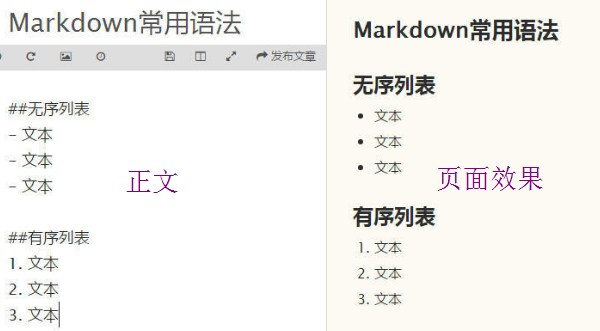 Markdown常用语法
发布文章
##无序列表
- 文本
- 文本
- 文本
正文
##有序列表
1. 文本
2. 文本
3. 文本
Markdown常用语法
无序列表
• 文本
• 文本
• 文本
页面效果
有序列表
1. 文本
2. 文本
3. 文本